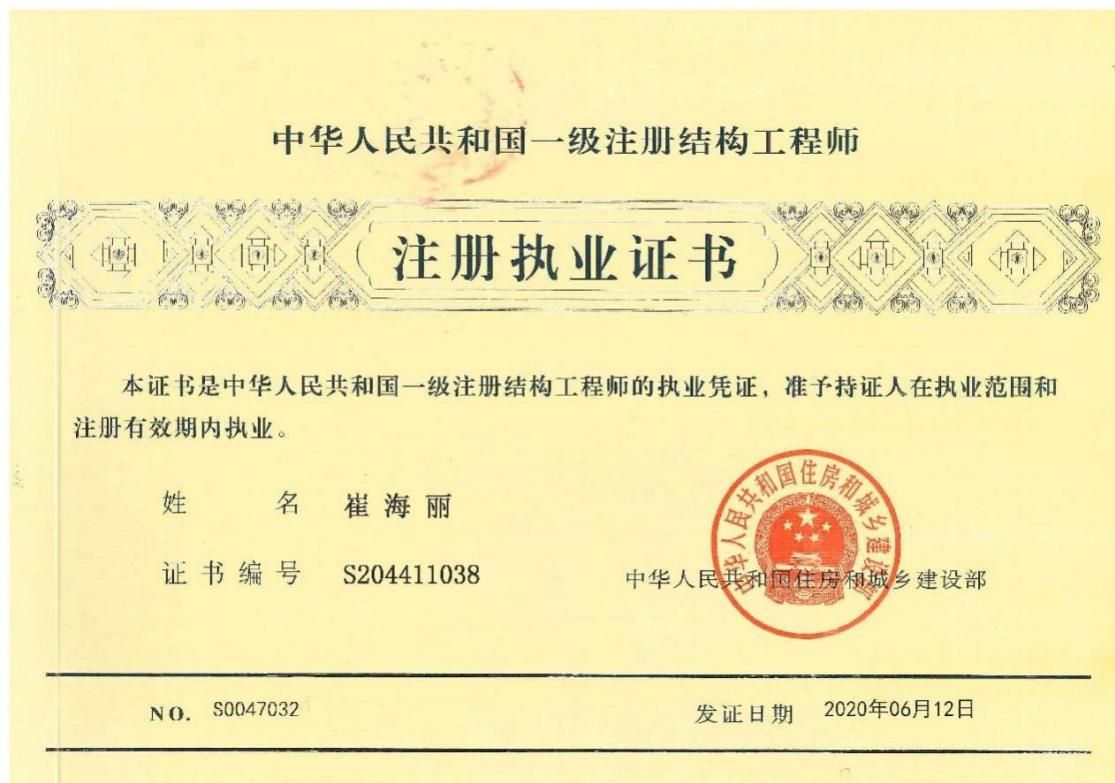 中华人民共和国一级注册结构工程师
注册执业证书
本证书是中华人民共和国一级注册结构工程师的执业凭证，准予持证人在执业范围和
注册有效期内执业。
姓 名 崔海丽
证书编号 S204411038
中华人民共和国住房和城乡建设部
中华人民共和国住房和城乡建设部
NO. S0047032 发证日期 2020年06月12日